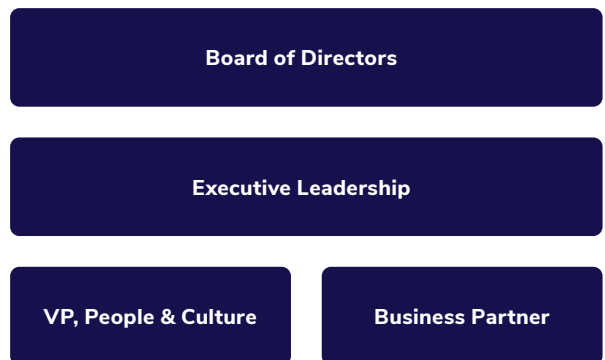 Board of Directors
Executive Leadership
VP, People & Culture
Business Partner